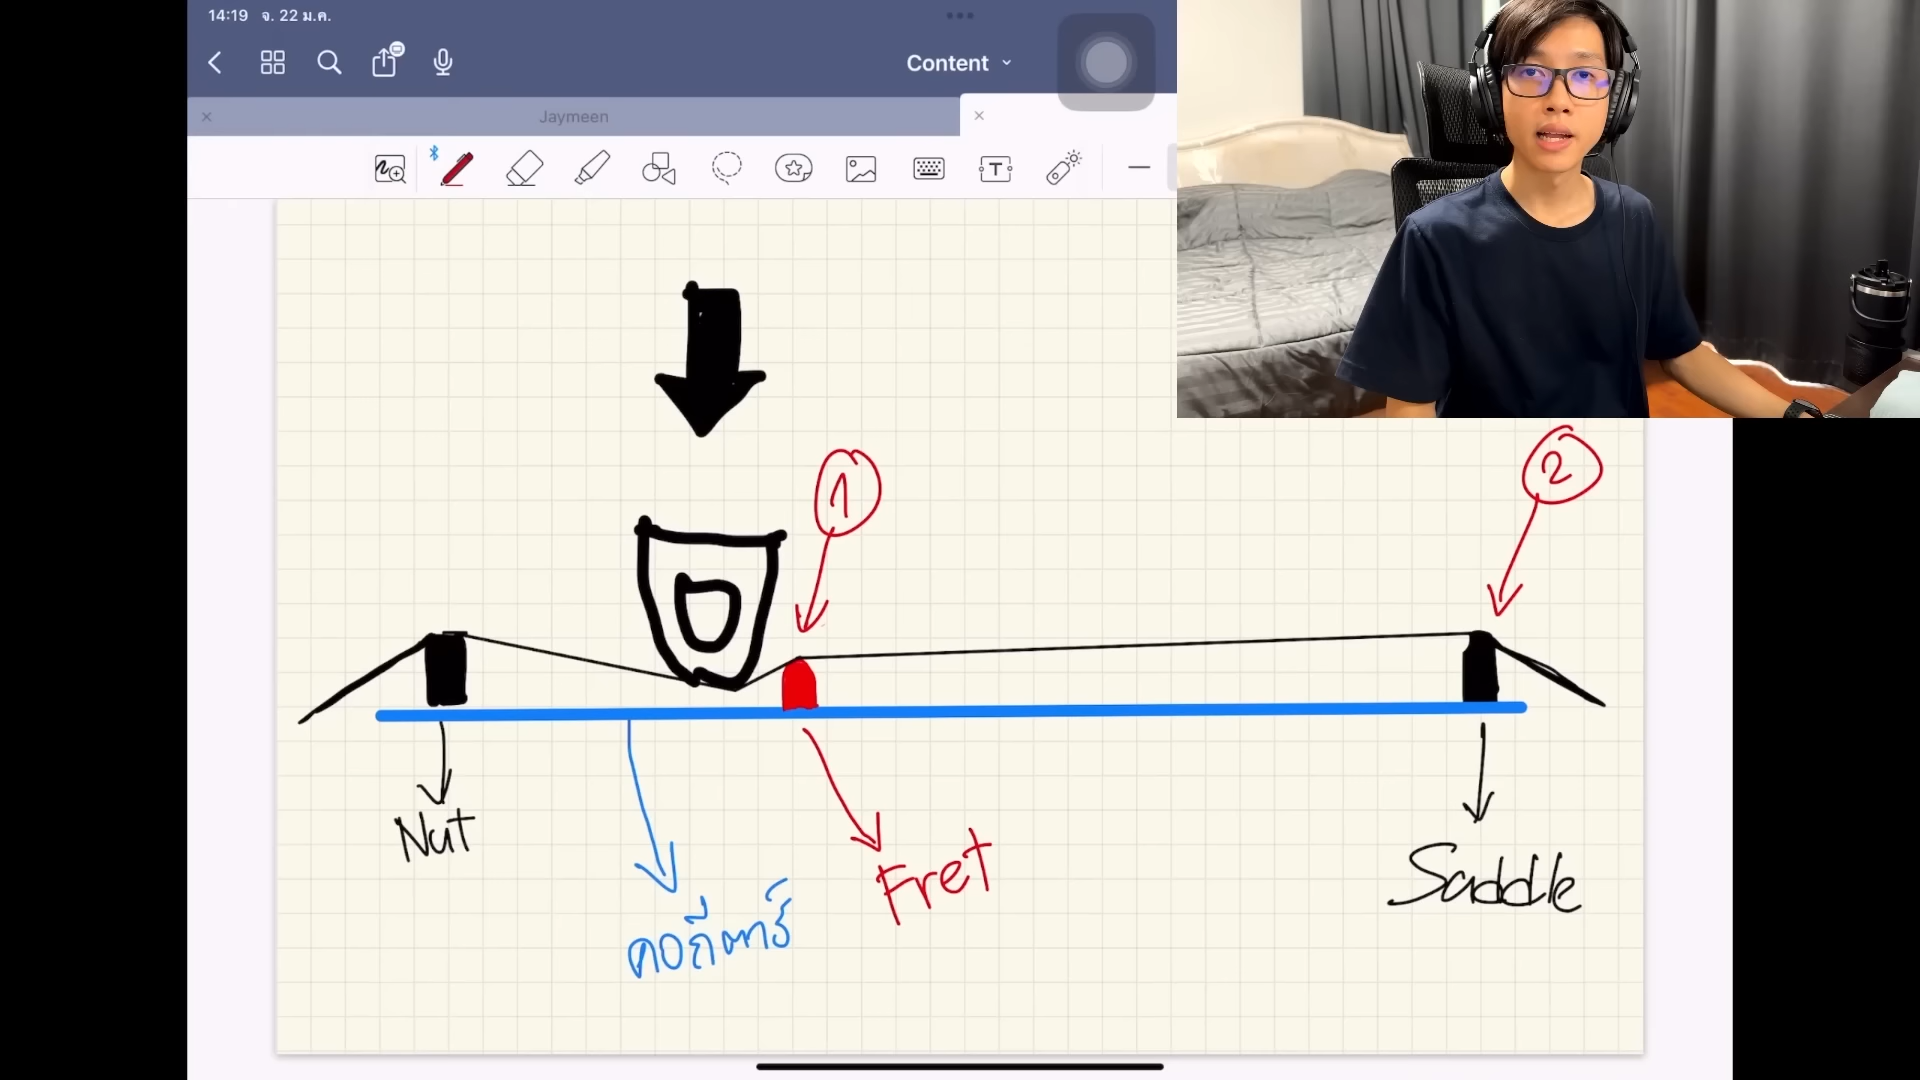 14:19 จ. 22 ม.ค.
Content
Jaymeen
T
1
2
Nut
Fret
Saddle
คอกีตาร์